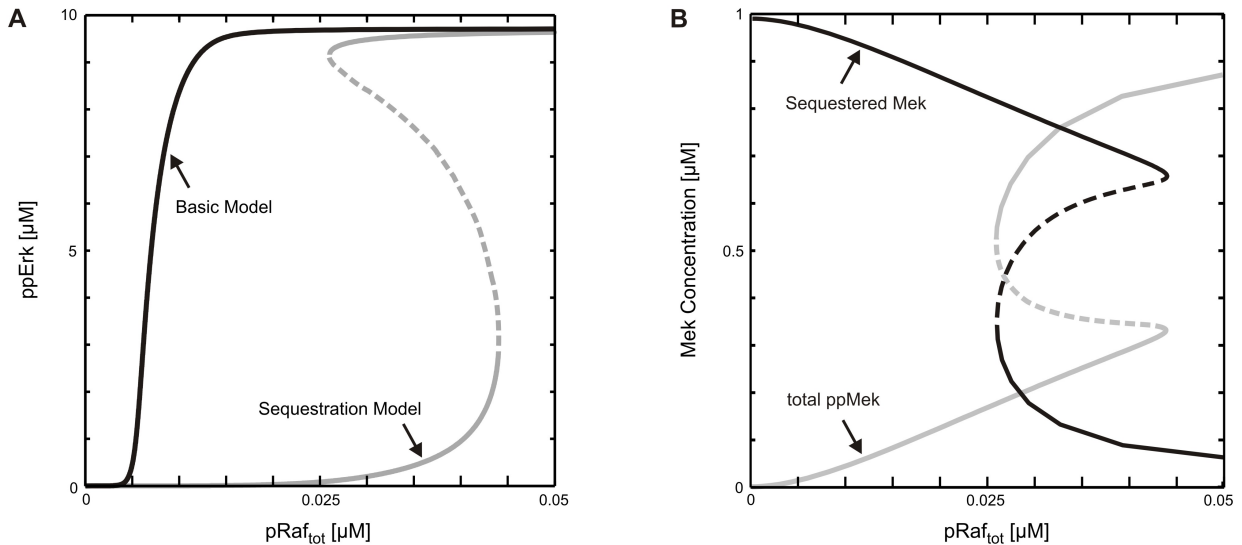 A
10
5
0
ppErk [µM]
Basic Model
Sequestration Model
0
0.025
0.05
pRaftot [µM]
B
1
0.5
0
Mek Concentration [µM]
Sequestered Mek
total ppMek
0
0.025
0.05
pRaftot [µM]